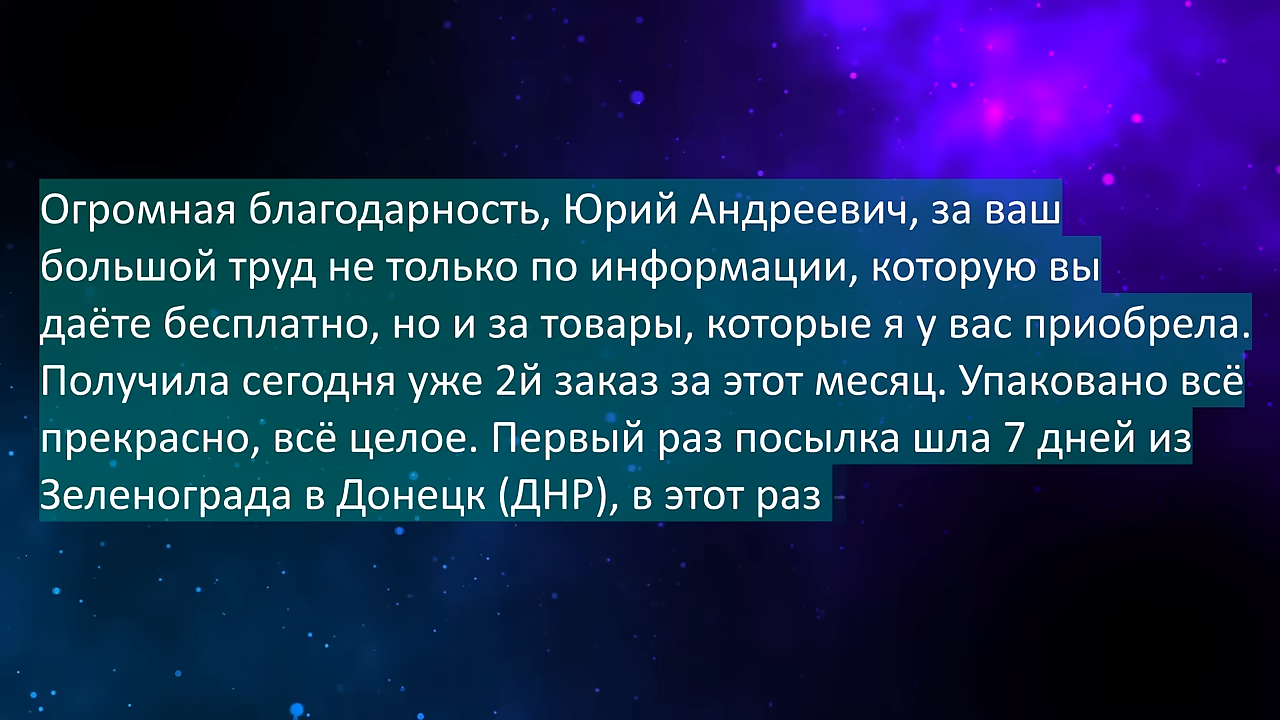 Огромная благодарность, Юрий Андреевич, за ваш
большой труд не только по информации, которую вы
даёте бесплатно, но и за товары, которые я у вас приобрела.
Получила сегодня уже 2й заказ за этот месяц. Упаковано всё
прекрасно, всё целое. Первый раз посылка шла 7 дней из
Зеленограда в Донецк (ДНР), в этот раз -